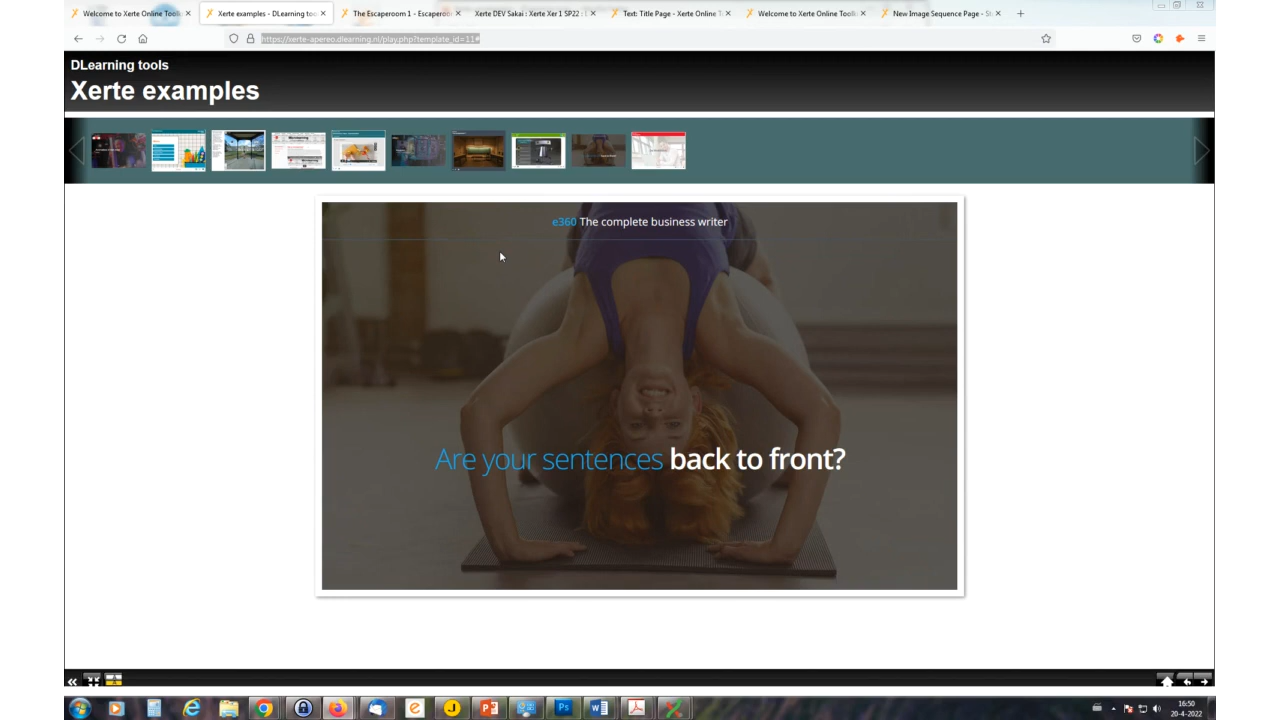 Welcome to Xerte Online Toolk
Xerte examples - DLearning too
The Escaperoom 1 - Escapero
Xerte DEV Sakai : Xerte Xer 1 SP22 :
Text: Title Page - Xerte Online T
Welcome to Xerte Online Toolk
New Image Sequence Page - St
https://xerte-apereo.dlearning.nl/play.php?template_id=11#
DLearning tools
Xerte examples
e360 The complete business writer
Are your sentences back to front?
16:50
20-4-2022